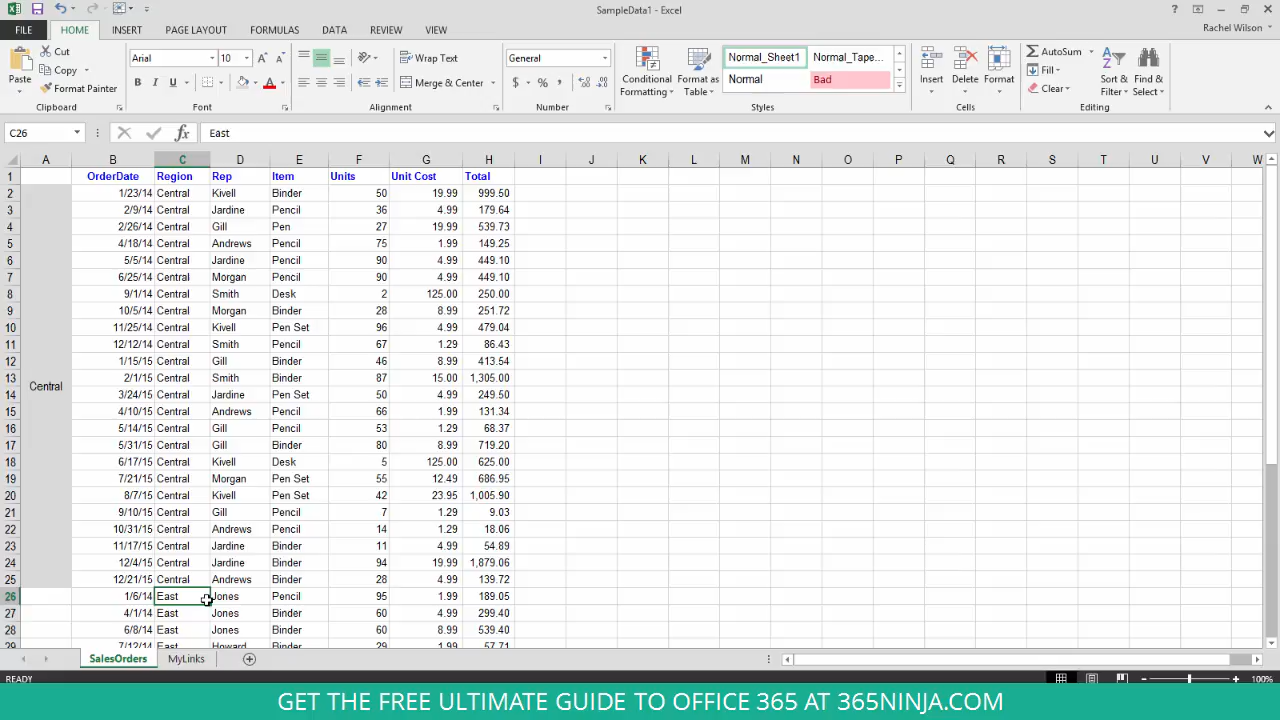 SampleData1 - Excel
Rachel Wilson
FILE HOME INSERT PAGE LAYOUT FORMULAS DATA REVIEW VIEW
Paste
Cut
Copy
Format Painter
Clipboard
Arial 10
B I U
Font
Wrap Text
Merge & Center
Alignment
General
$ % ,
Number
Conditional Formatting
Format as Table
Normal_Sheet1 Normal_Tape...
Normal Bad
Styles
Insert Delete Format
Cells
AutoSum
Fill
Clear
Sort & Filter
Find & Select
Editing
C26 fx East
A B C D E F G H I J K L M N O P Q R S T U V W
1 OrderDate Region Rep Item Units Unit Cost Total
2 1/23/14 Central Kivell Binder 50 19.99 999.50
3 2/9/14 Central Jardine Pencil 36 4.99 179.64
4 2/26/14 Central Gill Pen 27 19.99 539.73
5 4/18/14 Central Andrews Pencil 75 1.99 149.25
6 5/5/14 Central Jardine Pencil 90 4.99 449.10
7 6/25/14 Central Morgan Pencil 90 4.99 449.10
8 9/1/14 Central Smith Desk 2 125.00 250.00
9 10/5/14 Central Morgan Binder 28 8.99 251.72
10 11/25/14 Central Kivell Pen Set 96 4.99 479.04
11 12/12/14 Central Smith Pencil 67 1.29 86.43
12 1/15/15 Central Gill Binder 46 8.99 413.54
13 2/1/15 Central Smith Binder 87 15.00 1,305.00
Central
14 3/24/15 Central Jardine Pen Set 50 4.99 249.50
15 4/10/15 Central Andrews Pencil 66 1.99 131.34
16 5/14/15 Central Gill Pencil 53 1.29 68.37
17 5/31/15 Central Gill Binder 80 8.99 719.20
18 6/17/15 Central Kivell Desk 5 125.00 625.00
19 7/21/15 Central Morgan Pen Set 55 12.49 686.95
20 8/7/15 Central Kivell Pen Set 42 23.95 1,005.90
21 9/10/15 Central Gill Pencil 7 1.29 9.03
22 10/31/15 Central Andrews Pencil 14 1.29 18.06
23 11/17/15 Central Jardine Binder 11 4.99 54.89
24 12/4/15 Central Jardine Binder 94 19.99 1,879.06
25 12/21/15 Central Andrews Binder 28 4.99 139.72
26 1/6/14 East Jones Pencil 95 1.99 189.05
27 4/1/14 East Jones Binder 60 4.99 299.40
28 6/8/14 East Jones Binder 60 8.99 539.40
29 7/12/14 East Howard Binder 29 1.99 57.71
SalesOrders MyLinks
READY 100%
GET THE FREE ULTIMATE GUIDE TO OFFICE 365 AT 365NINJA.COM